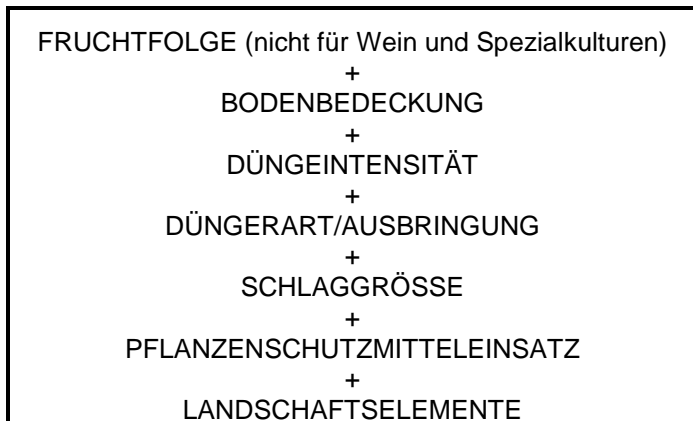 FRUCHTFOLGE (nicht für Wein und Spezialkulturen)
+
BODENBEDECKUNG
+
DÜNGEINTENSITÄT
+
DÜNGERART/AUSBRINGUNG
+
SCHLAGGRÖSSE
+
PFLANZENSCHUTZMITTELEINSATZ
+
LANDSCHAFTSELEMENTE